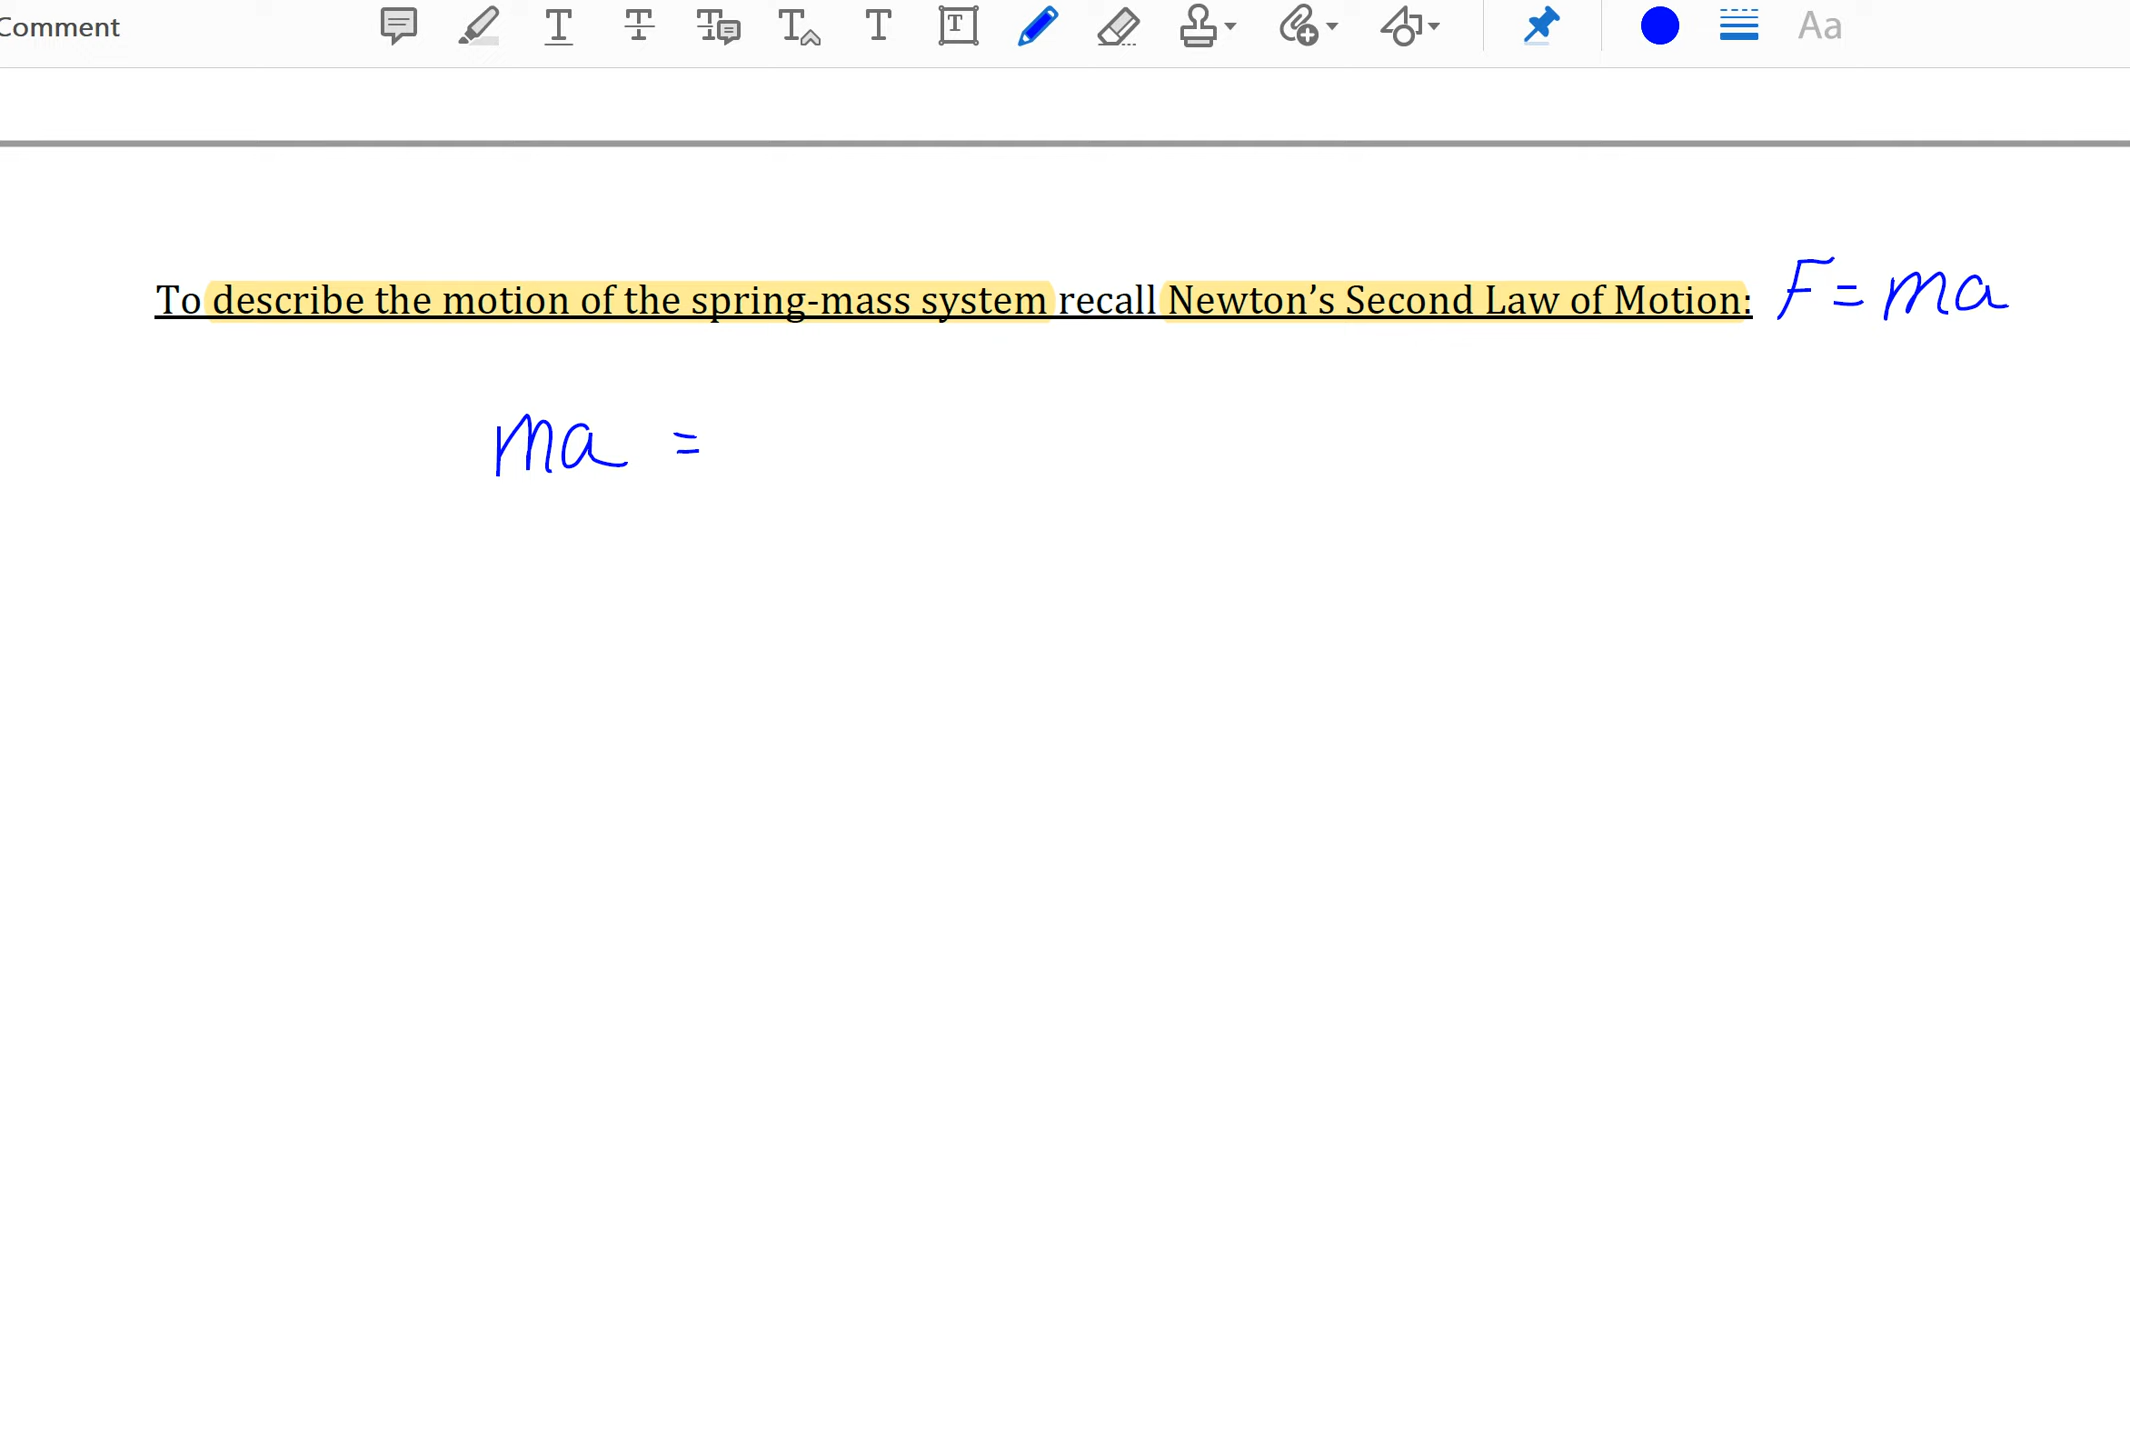 Comment
Aa
To describe the motion of the spring-mass system recall Newton’s Second Law of Motion: F = ma
ma =